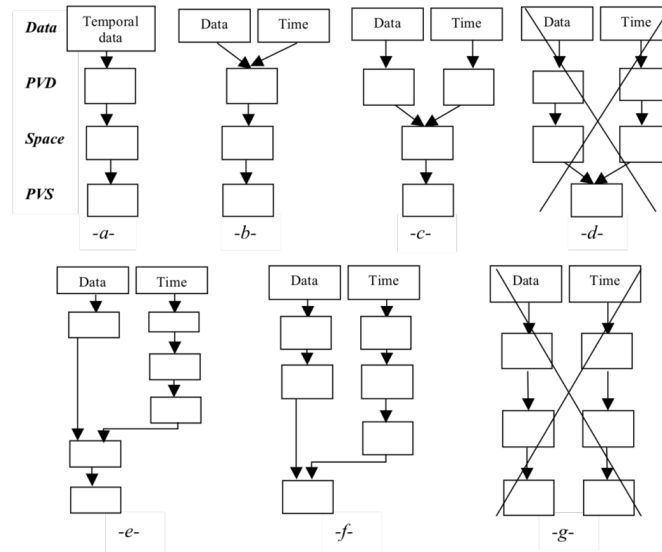 Data
Temporal
data
Data
Time
Data
Time
Data
Time
PVD
Space
PVS
-a-
-b-
-c-
-d-
Data
Time
Data
Time
Data
Time
-e-
-f-
-g-